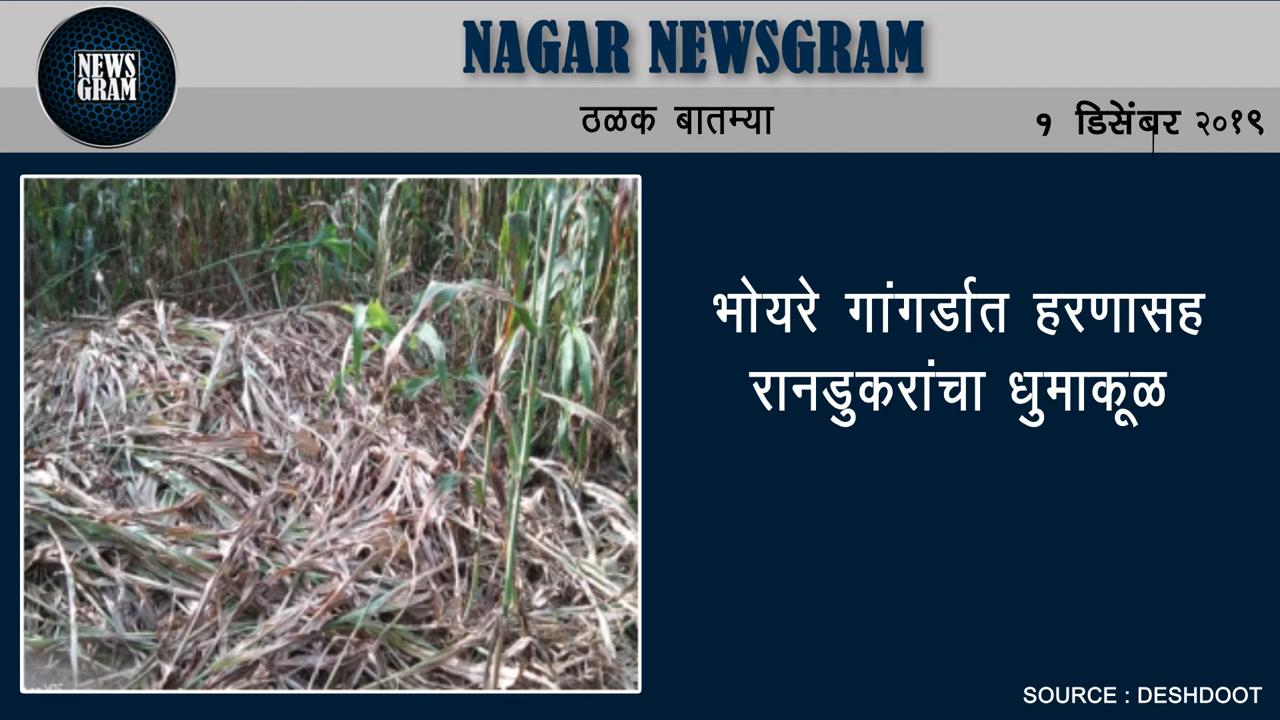 NEWS
GRAM
NAGAR NEWSGRAM
ठळक बातम्या
१ डिसेंबर २०१९
भोयरे गांगर्डात हरणासह
रानडुकरांचा धुमाकूळ
SOURCE : DESHDOOT